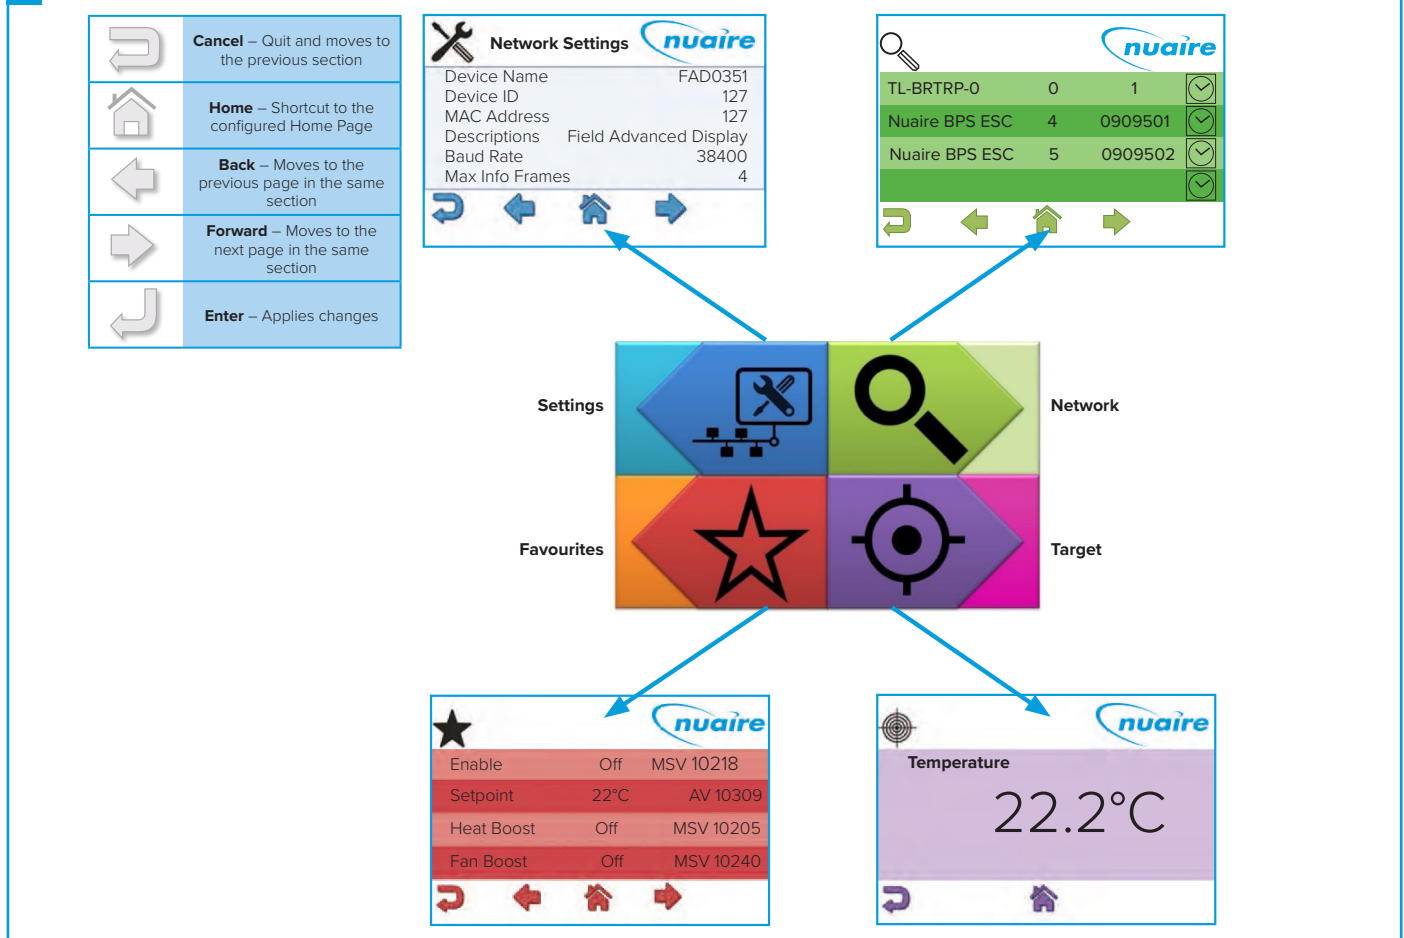 Cancel – Quit and moves to
the previous section
Home – Shortcut to the
configured Home Page
Back – Moves to the
previous page in the same
section
Forward – Moves to the
next page in the same
section
Enter – Applies changes
Network Settings nuaire
Device Name FAD0351
Device ID 127
MAC Address 127
Descriptions Field Advanced Display
Baud Rate 38400
Max Info Frames 4
nuaire
TL-BRTRP-0 0 1
Nuaire BPS ESC 4 0909501
Nuaire BPS ESC 5 0909502
Settings
Network
Favourites
Target
nuaire
Enable Off MSV 10218
Setpoint 22°C AV 10309
Heat Boost Off MSV 10205
Fan Boost Off MSV 10240
nuaire
Temperature
22.2°C